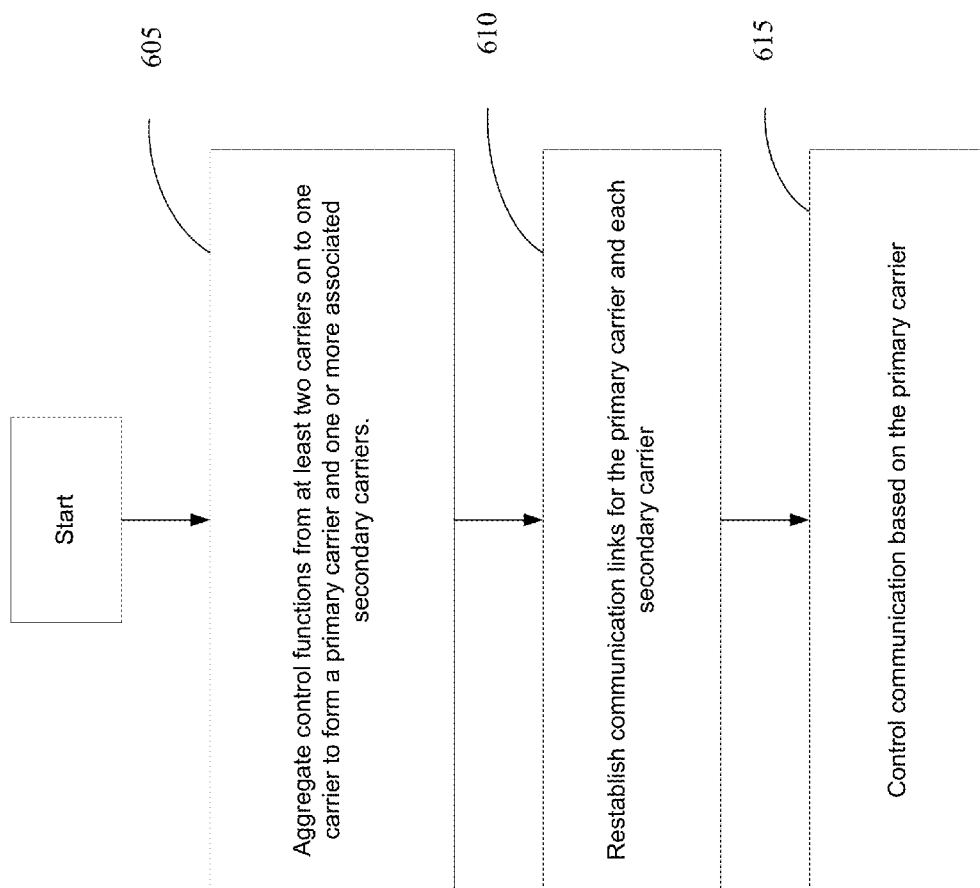 Start
605
Aggregate control functions from at least two carriers on to one
carrier to form a primary carrier and one or more associated
secondary carriers.
610
Restablish communication links for the primary carrier and each
secondary carrier
615
Control communication based on the primary carrier